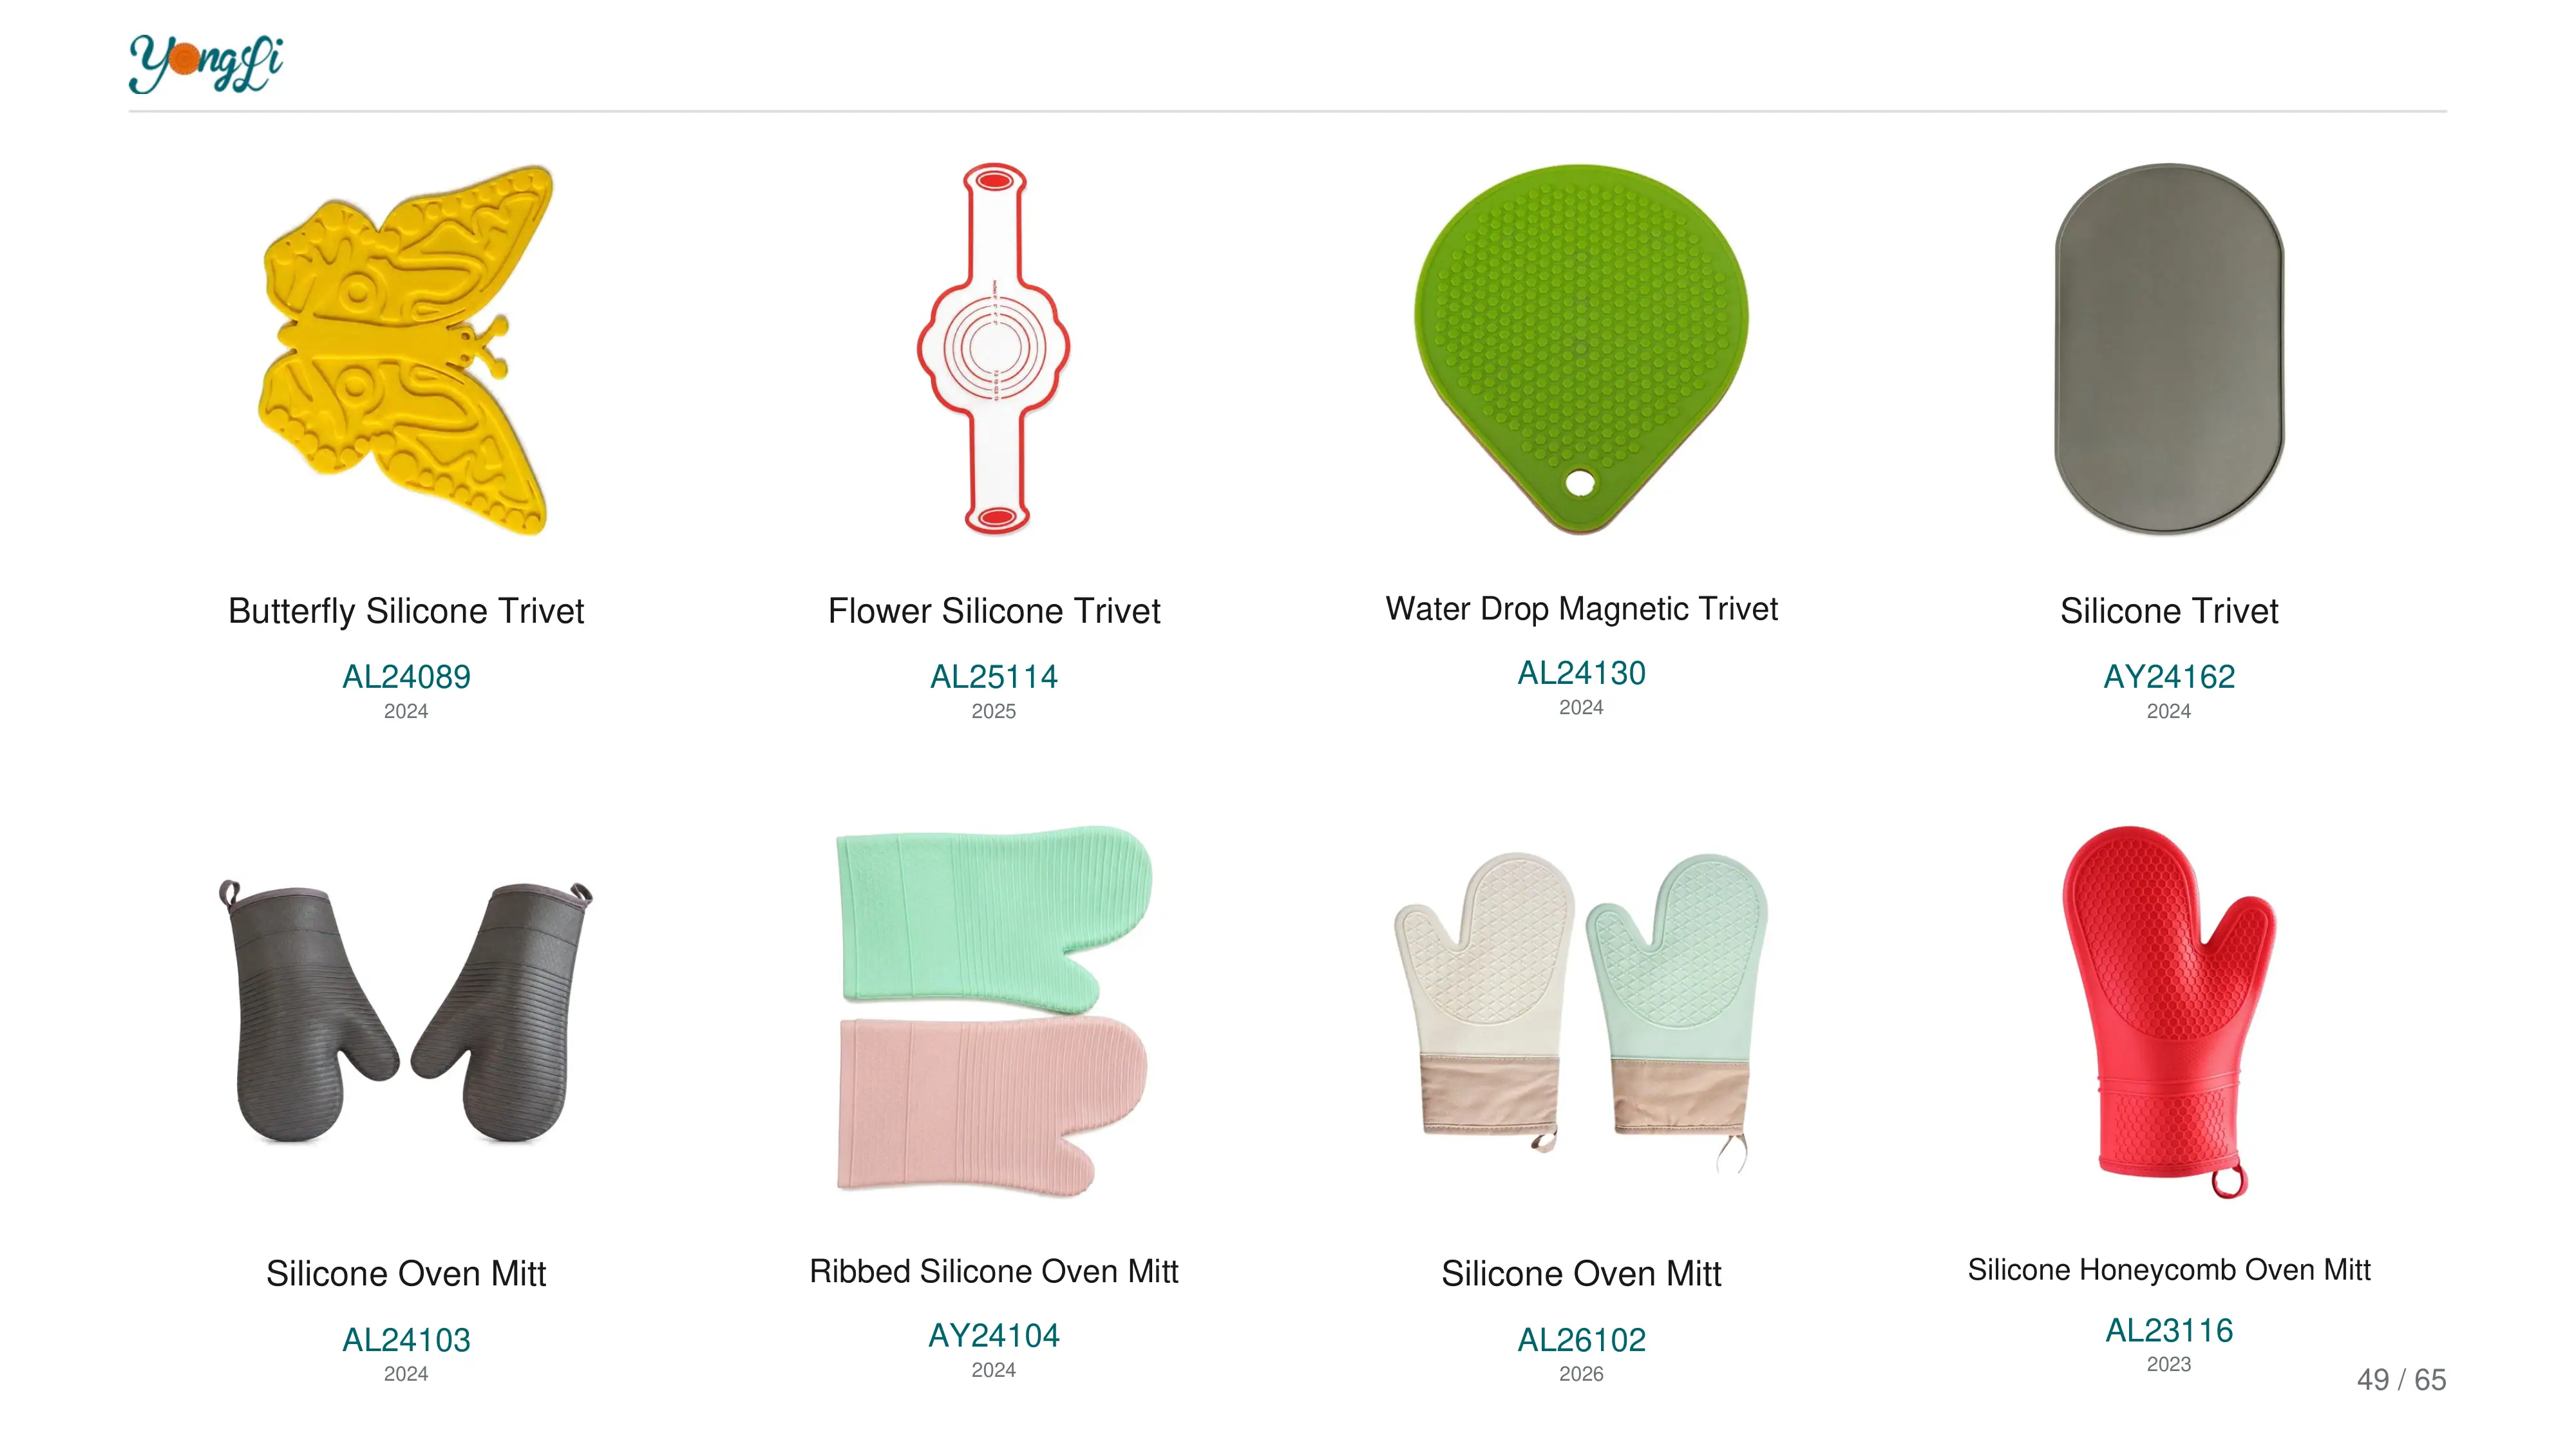 YongLi
Butterfly Silicone Trivet
AL24089
2024
Flower Silicone Trivet
AL25114
2025
Water Drop Magnetic Trivet
AL24130
2024
Silicone Trivet
AY24162
2024
Silicone Oven Mitt
AL24103
2024
Ribbed Silicone Oven Mitt
AY24104
2024
Silicone Oven Mitt
AL26102
2026
Silicone Honeycomb Oven Mitt
AL23116
2023
49 / 65